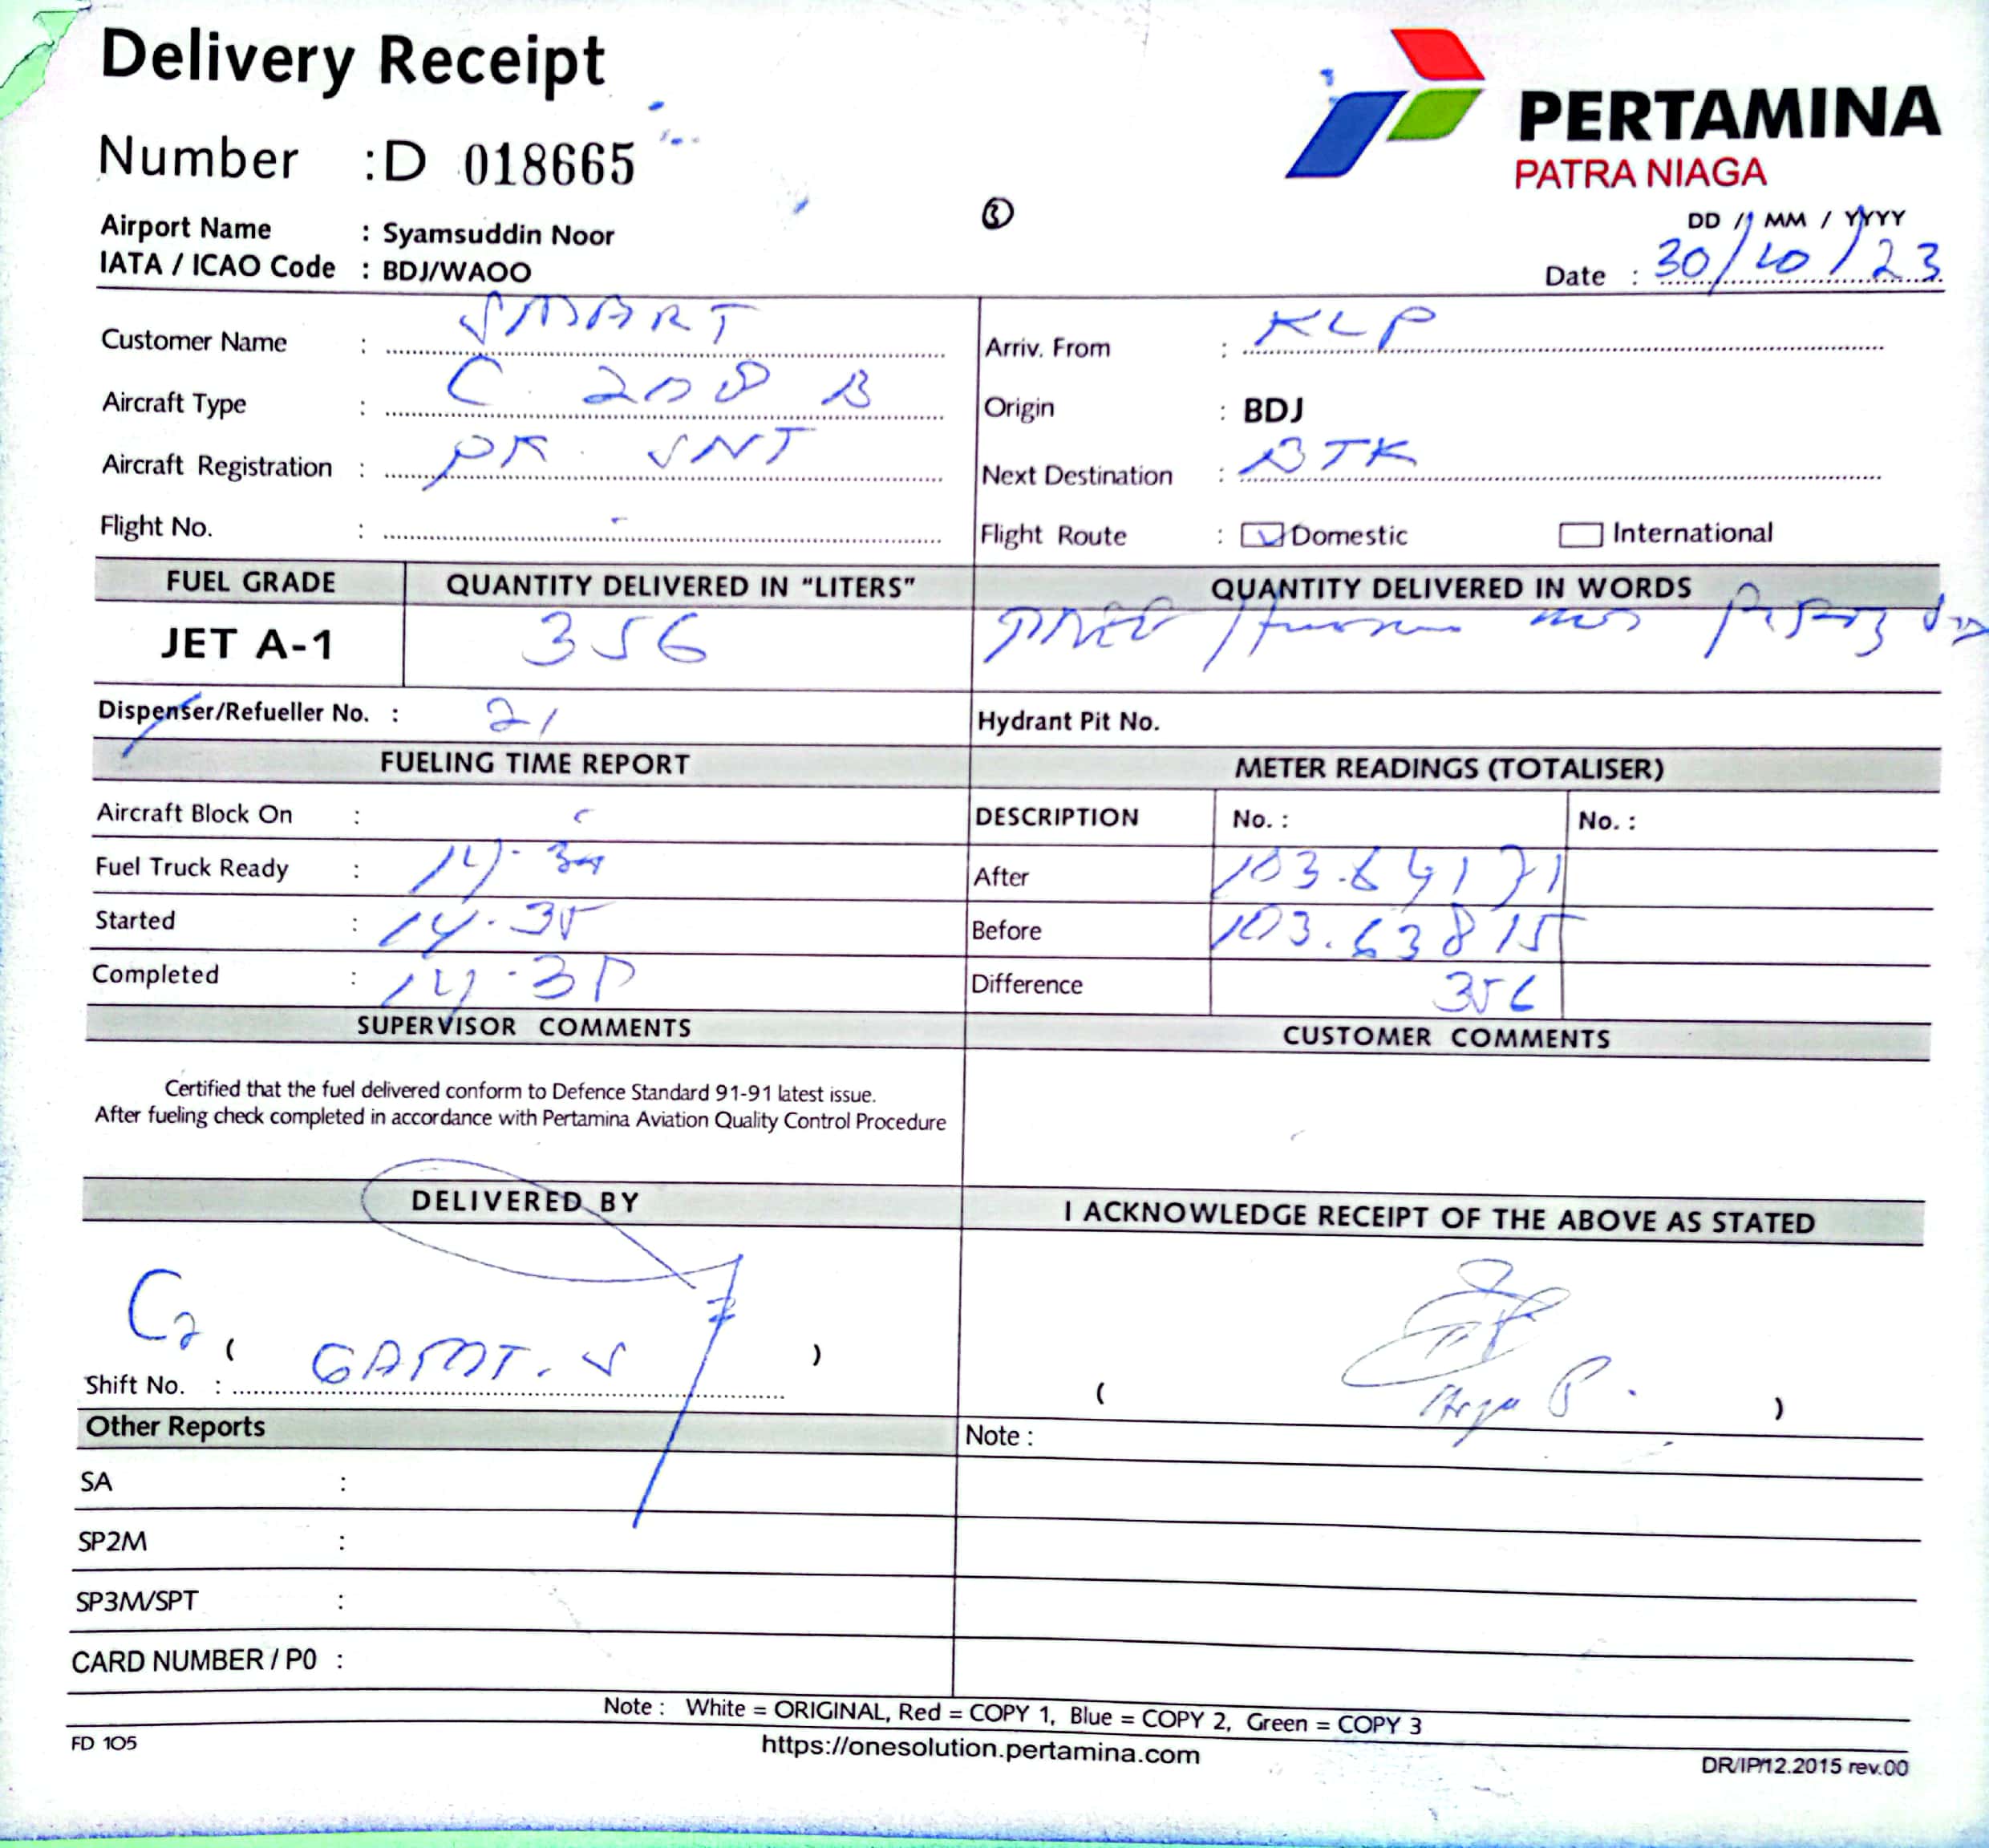 Delivery Receipt
PERTAMINA
PATRA NIAGA
Number : D 018665
Airport Name : Syamsuddin Noor
IATA / ICAO Code : BDJ/WAOO
DD / MM / YYYY
Date : 30/10/23
Customer Name : SMART
Arriv. From : KLP
Aircraft Type : C 208 B
Origin : BDJ
Aircraft Registration : PK. SNT
Next Destination : BTK
Flight No. : -
Flight Route : Domestic International
FUEL GRADE QUANTITY DELIVERED IN “LITERS” QUANTITY DELIVERED IN WORDS
JET A-1 356
Dispenser/Refueller No. : 21
Hydrant Pit No.
FUELING TIME REPORT METER READINGS (TOTALISER)
Aircraft Block On :
DESCRIPTION No. : No. :
Fuel Truck Ready : 14.34
After 103.64171
Started : 14.35
Before 103.63815
Completed :
Difference 356
SUPERVISOR COMMENTS CUSTOMER COMMENTS
Certified that the fuel delivered conform to Defence Standard 91-91 latest issue.
After fueling check completed in accordance with Pertamina Aviation Quality Control Procedure
DELIVERED BY I ACKNOWLEDGE RECEIPT OF THE ABOVE AS STATED
C2
( )
Shift No. :
( )
Other Reports
Note :
SA :
SP2M :
SP3M/SPT :
CARD NUMBER / P0 :
Note : White = ORIGINAL, Red = COPY 1, Blue = COPY 2, Green = COPY 3
FD 105
https://onesolution.pertamina.com
DR/IP/12.2015 rev.00